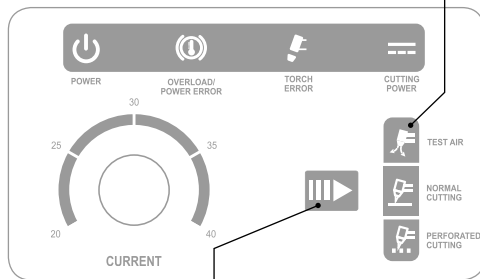 POWER
OVERLOAD/
POWER ERROR
TORCH
ERROR
CUTTING
POWER
30
25
35
20
40
CURRENT
TEST AIR
NORMAL
CUTTING
PERFORATED
CUTTING